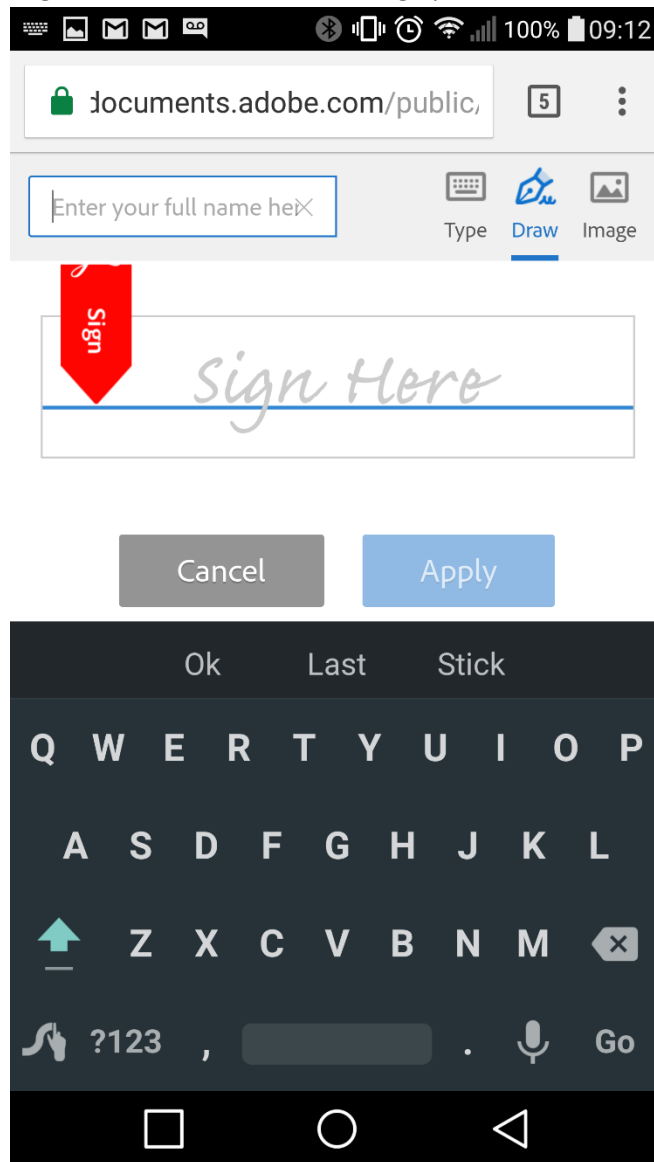 100% 09:12
documents.adobe.com/public/
5
Enter your full name her
Type Draw Image
Sign
Sign Here
Cancel Apply
Ok Last Stick
Q W E R T Y U I O P
A S D F G H J K L
Z X C V B N M
?123 , . Go